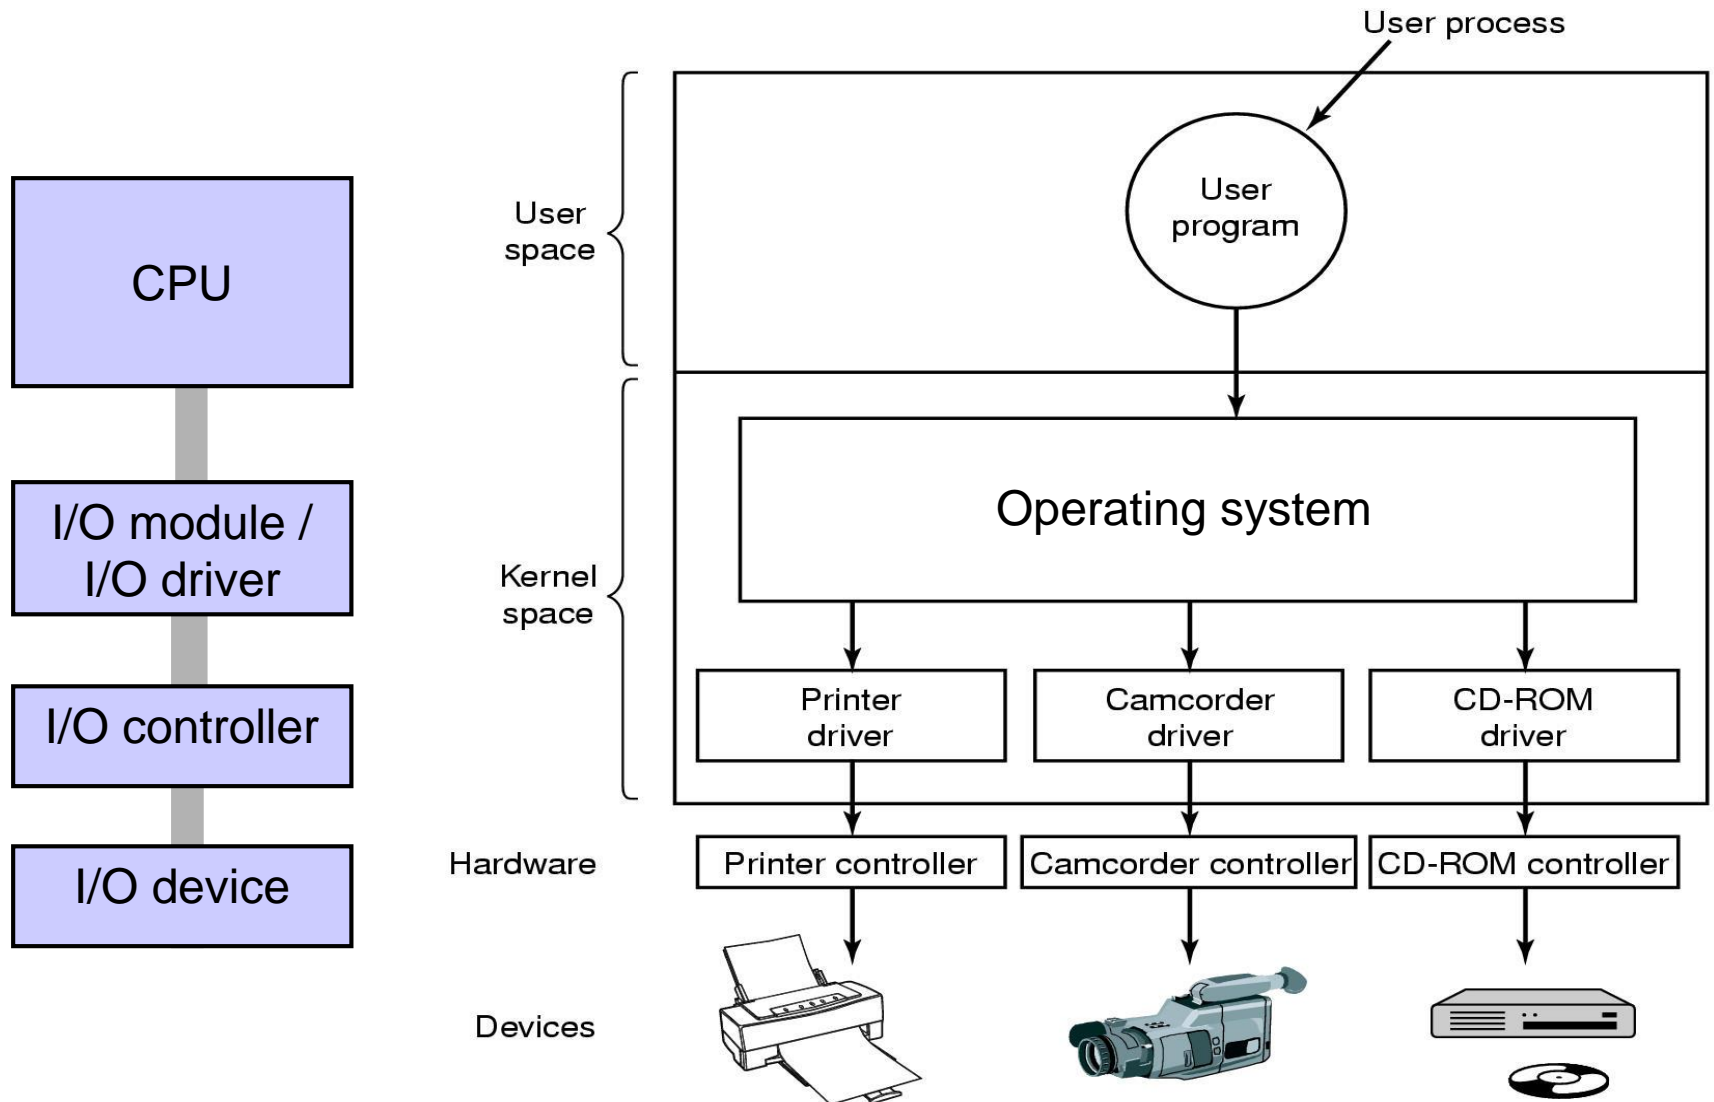 User process
CPU
I/O module /
I/O driver
I/O controller
I/O device
User
space
User
program
Kernel
space
Operating system
Printer
driver
Camcorder
driver
CD-ROM
driver
Hardware
Printer controller
Camcorder controller
CD-ROM controller
Devices